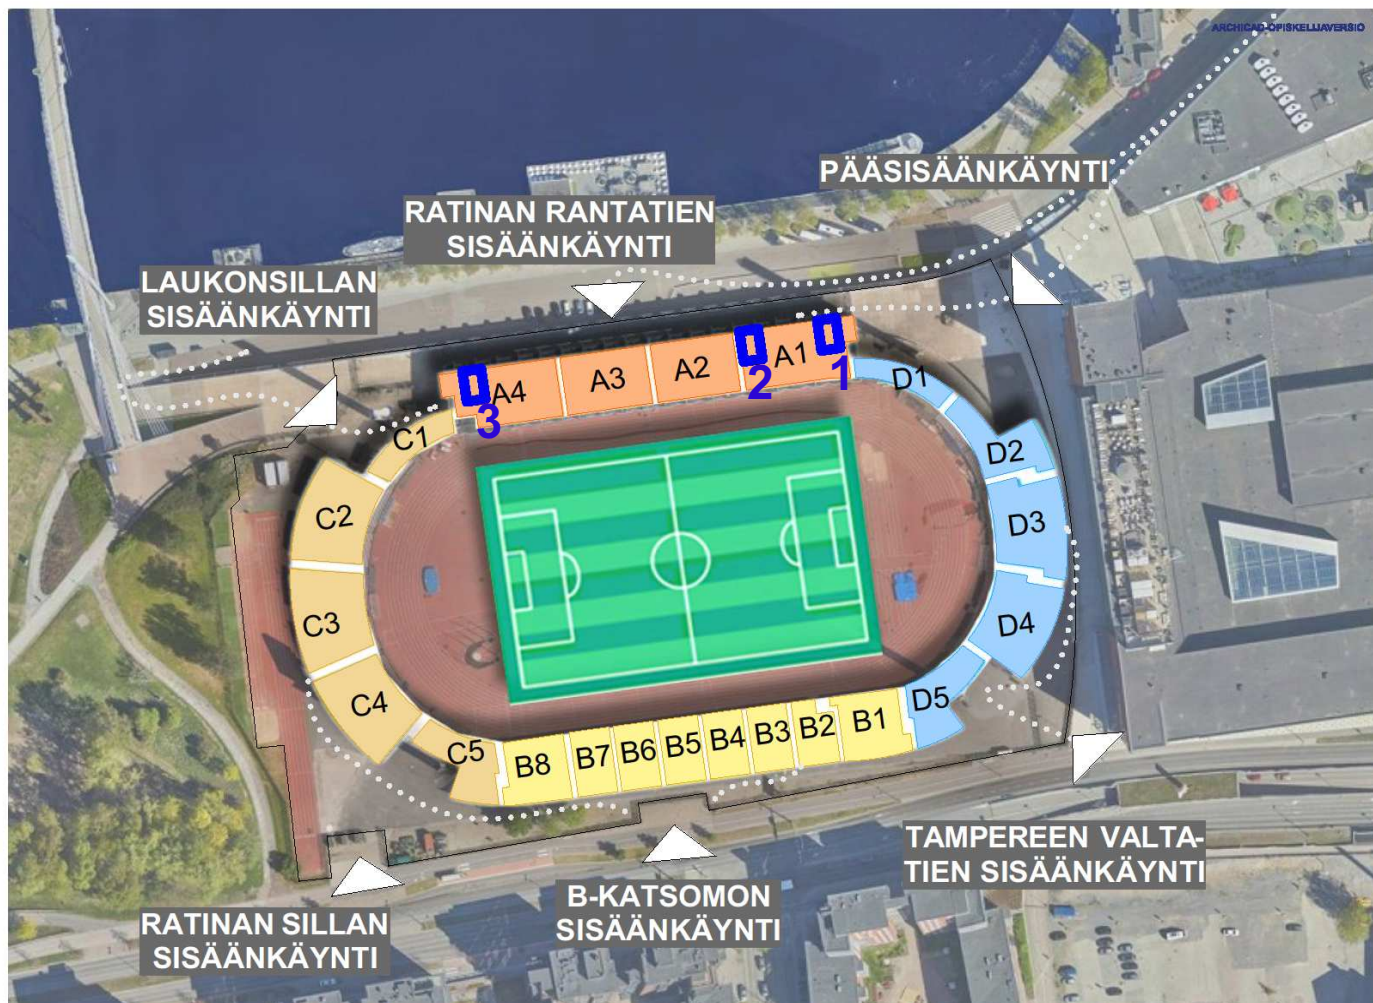 ARCHICAD-OPISKELIJAVERSIO
PÄÄSISÄÄNKÄYNTI
RATINAN RANTATIEN
SISÄÄNKÄYNTI
LAUKONSILLAN
SISÄÄNKÄYNTI
A4
A3
A2
A1
3
2
1
C1
C2
C3
C4
C5
D1
D2
D3
D4
D5
B8
B7
B6
B5
B4
B3
B2
B1
TAMPEREEN VALTA-
TIEN SISÄÄNKÄYNTI
B-KATSOMON
SISÄÄNKÄYNTI
RATINAN SILLAN
SISÄÄNKÄYNTI